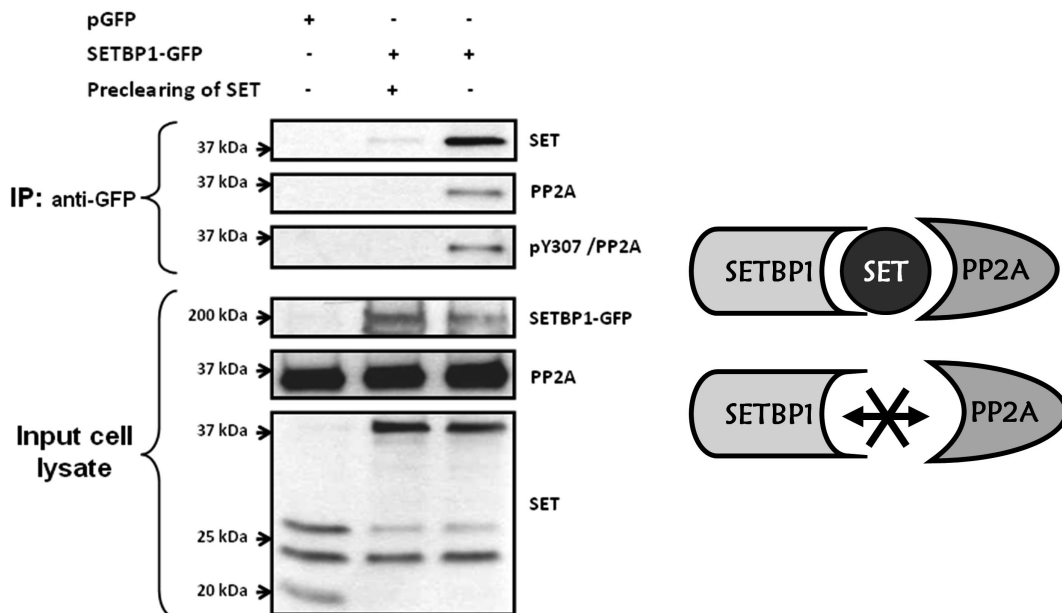 pGFP + - -
SETBP1-GFP - + +
Preclearing of SET - + -
IP: anti-GFP
37 kDa SET
37 kDa PP2A
37 kDa pY307 /PP2A
Input cell
lysate
200 kDa SETBP1-GFP
37 kDa PP2A
37 kDa
SET
25 kDa
20 kDa
SETBP1 SET PP2A
SETBP1 PP2A